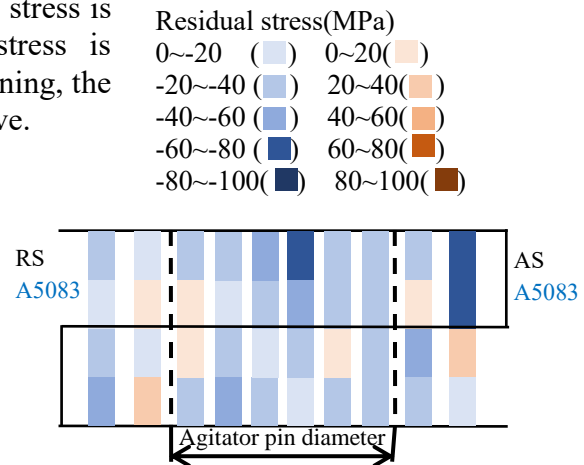 stress is
stress is
ning, the
ve.
Residual stress(MPa)
0~-20 ( ) 0~20( )
-20~-40 ( ) 20~40( )
-40~-60 ( ) 40~60( )
-60~-80 ( ) 60~80( )
-80~-100( ) 80~100( )
RS
A5083
AS
A5083
Agitator pin diameter